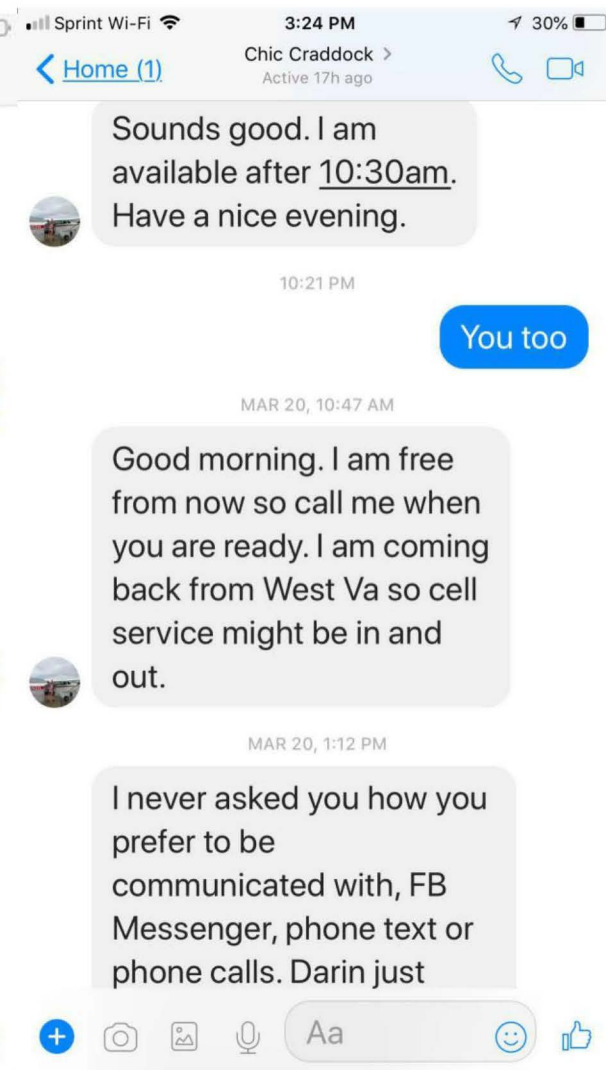 Sprint Wi-Fi 3:24 PM 30%
Home (1) Chic Craddock >
Active 17h ago
Sounds good. I am
available after 10:30am.
Have a nice evening.
10:21 PM
You too
MAR 20, 10:47 AM
Good morning. I am free
from now so call me when
you are ready. I am coming
back from West Va so cell
service might be in and
out.
MAR 20, 1:12 PM
I never asked you how you
prefer to be
communicated with, FB
Messenger, phone text or
phone calls. Darin just
Aa